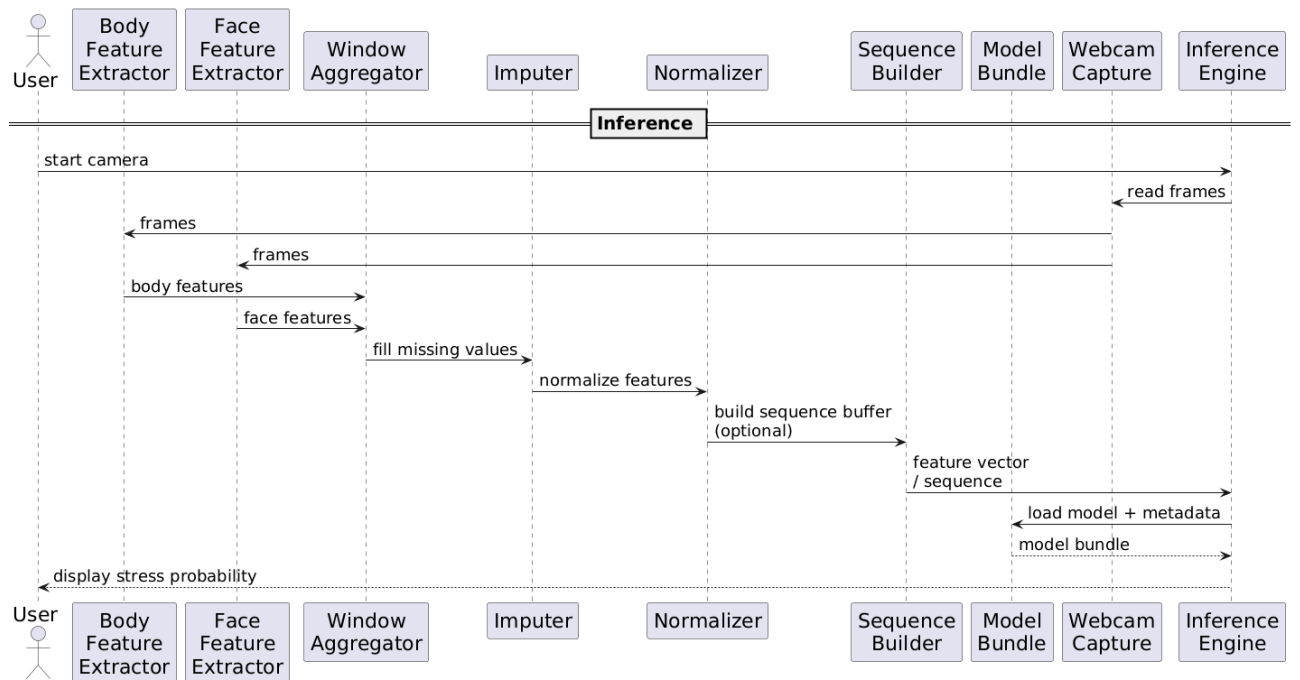 User
Body
Feature
Extractor
Face
Feature
Extractor
Window
Aggregator
Imputer
Normalizer
Sequence
Builder
Model
Bundle
Webcam
Capture
Inference
Engine
Inference
start camera
read frames
frames
frames
body features
face features
fill missing values
normalize features
build sequence buffer
(optional)
feature vector
/ sequence
load model + metadata
model bundle
display stress probability
User
Body
Feature
Extractor
Face
Feature
Extractor
Window
Aggregator
Imputer
Normalizer
Sequence
Builder
Model
Bundle
Webcam
Capture
Inference
Engine